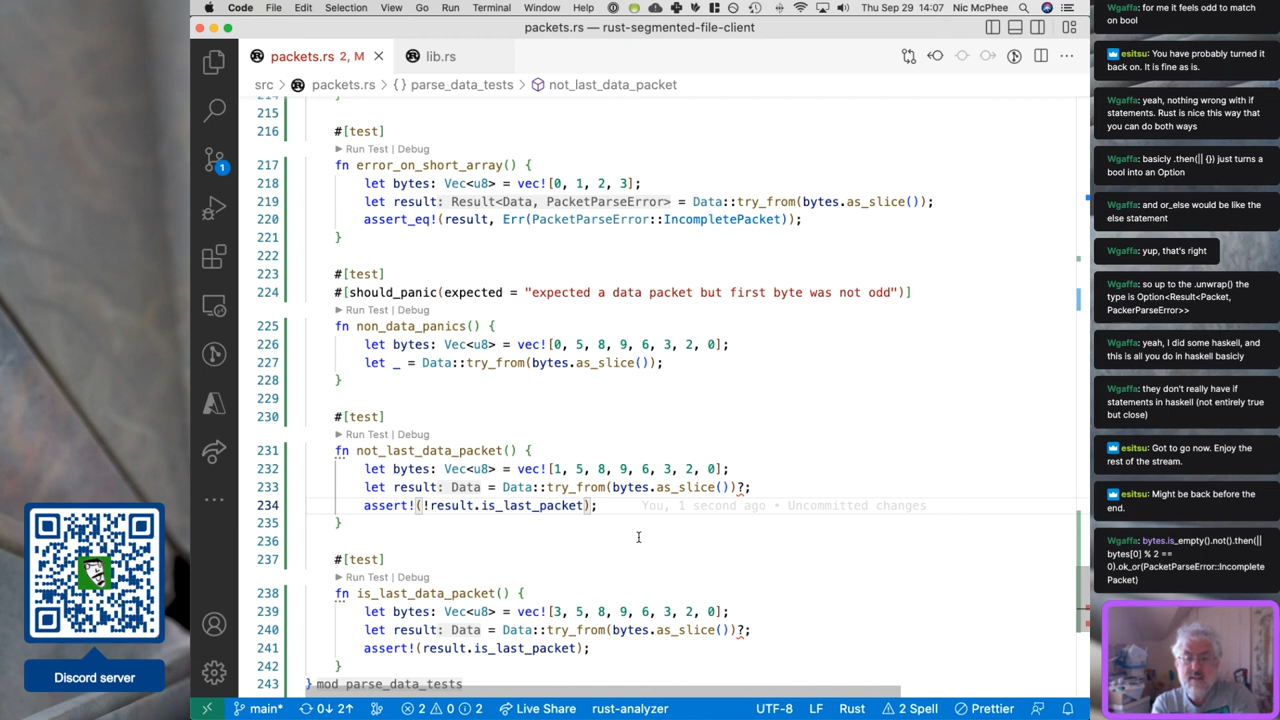 Code File Edit Selection View Go Run Terminal Window Help Thu Sep 29 14:07 Nic McPhee
packets.rs — rust-segmented-file-client
packets.rs 2, M lib.rs
src packets.rs {} parse_data_tests not_last_data_packet
214 }
215
216 #[test]
Run Test | Debug
217 fn error_on_short_array() {
218 let bytes: Vec<u8> = vec![0, 1, 2, 3];
219 let result: Result<Data, PacketParseError> = Data::try_from(bytes.as_slice());
220 assert_eq!(result, Err(PacketParseError::IncompletePacket));
221 }
222
223 #[test]
224 #[should_panic(expected = "expected a data packet but first byte was not odd")]
Run Test | Debug
225 fn non_data_panics() {
226 let bytes: Vec<u8> = vec![0, 5, 8, 9, 6, 3, 2, 0];
227 let _ = Data::try_from(bytes.as_slice());
228 }
229
230 #[test]
Run Test | Debug
231 fn not_last_data_packet() {
232 let bytes: Vec<u8> = vec![1, 5, 8, 9, 6, 3, 2, 0];
233 let result: Data = Data::try_from(bytes.as_slice())?;
234 assert!(!result.is_last_packet); You, 1 second ago • Uncommitted changes
235 }
236
237 #[test]
Run Test | Debug
238 fn is_last_data_packet() {
239 let bytes: Vec<u8> = vec![3, 5, 8, 9, 6, 3, 2, 0];
240 let result: Data = Data::try_from(bytes.as_slice())?;
241 assert!(result.is_last_packet);
242 }
243 } mod parse_data_tests
main* 0↓ 2↑ 2 0 2 Live Share rust-analyzer UTF-8 LF Rust 2 Spell Prettier
1
Discord server
Wgaffa: for me it feels odd to match
on bool
esitsu: You have probably turned it
back on. It is fine as is.
Wgaffa: yeah, nothing wrong with if
statements. Rust is nice this way that
you can do both ways
Wgaffa: basicly .then(|| {}) just turns a
bool into an Option
Wgaffa: and or_else would be like the
else statement
Wgaffa: yup, that's right
Wgaffa: so up to the .unwrap() the
type is Option<Result<Packet,
PackerParseError>>
Wgaffa: yeah, I did some haskell, and
this is all you do in haskell basicly
Wgaffa: they don't really have if
statements in haskell (not entirely true
but close)
esitsu: Got to go now. Enjoy the
rest of the stream.
esitsu: Might be back before the
end.
Wgaffa: bytes.is_empty().not().then(||
bytes[0] % 2 ==
0).ok_or(PacketParseError::Incomplete
Packet)